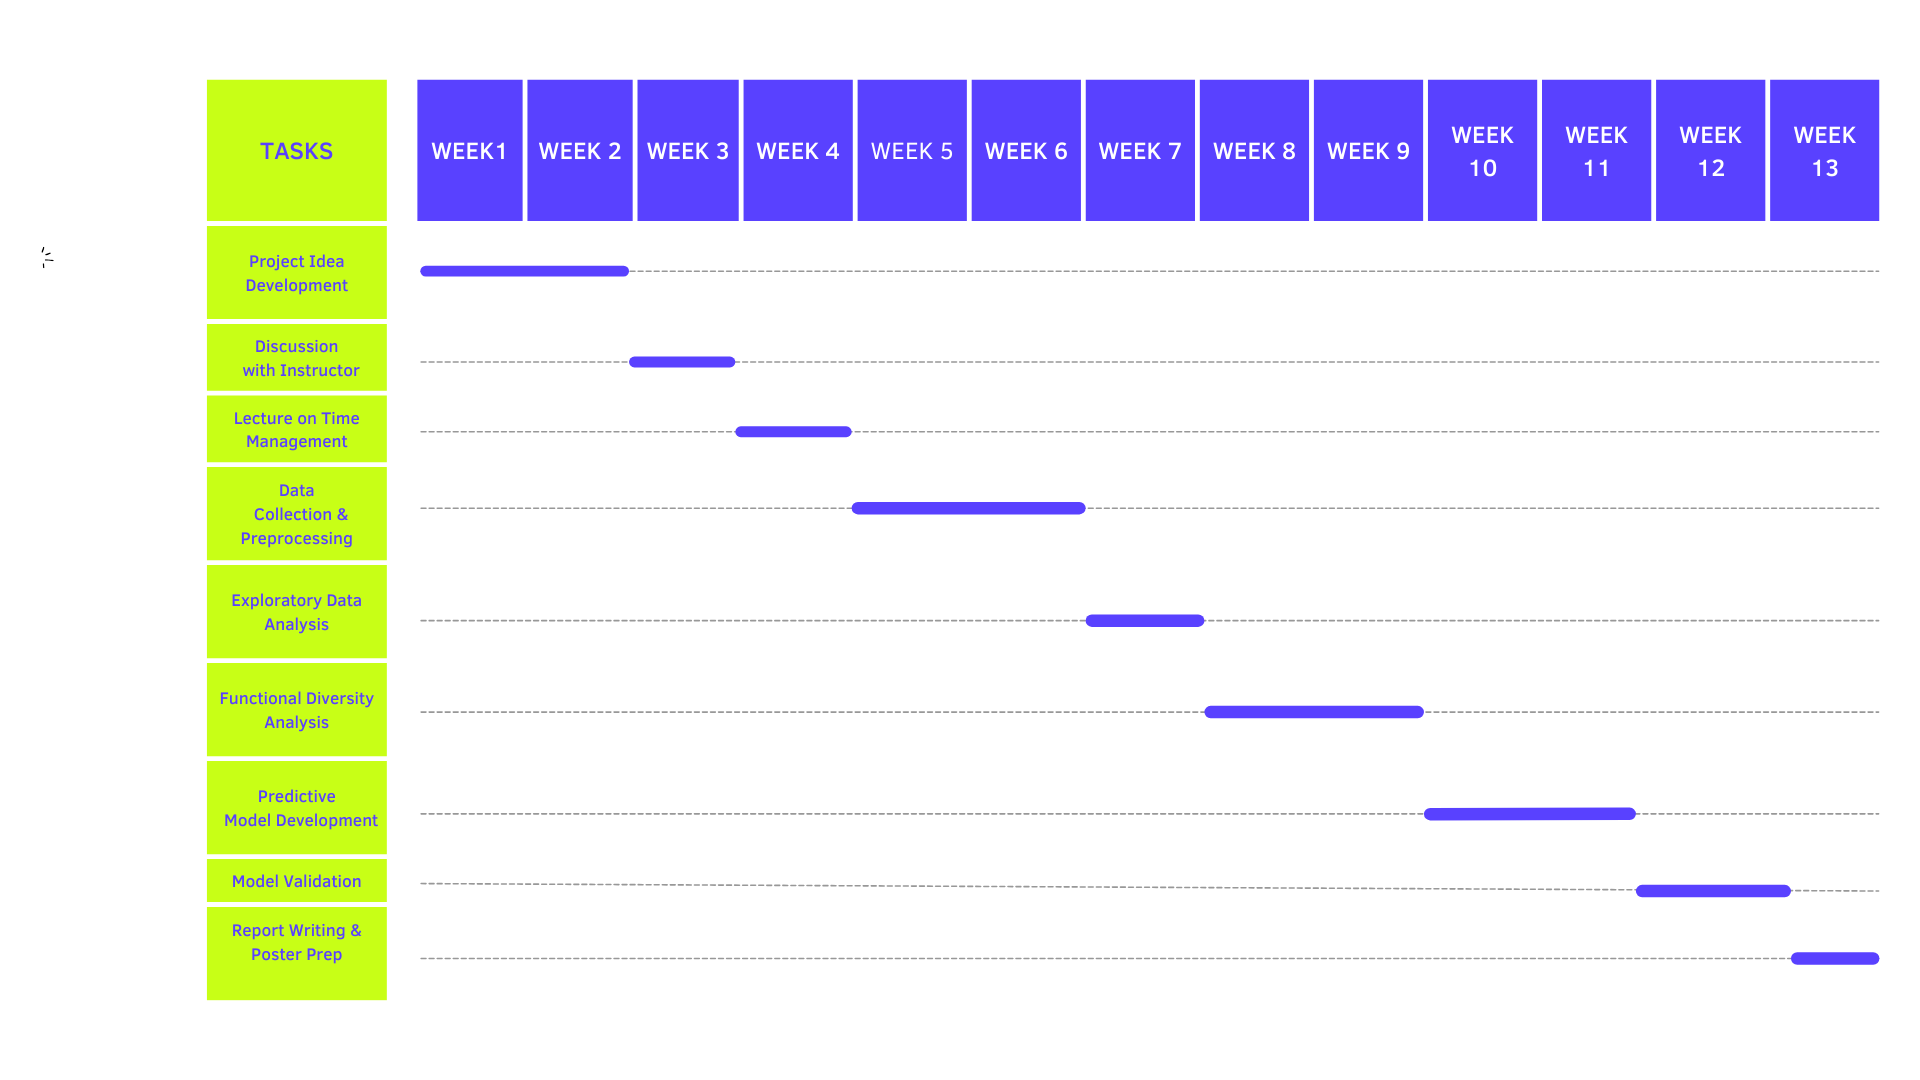 TASKS
WEEK1
WEEK 2
WEEK 3
WEEK 4
WEEK 5
WEEK 6
WEEK 7
WEEK 8
WEEK 9
WEEK
10
WEEK
11
WEEK
12
WEEK
13
Project Idea
Development
Discussion
with Instructor
Lecture on Time
Management
Data
Collection &
Preprocessing
Exploratory Data
Analysis
Functional Diversity
Analysis
Predictive
Model Development
Model Validation
Report Writing &
Poster Prep